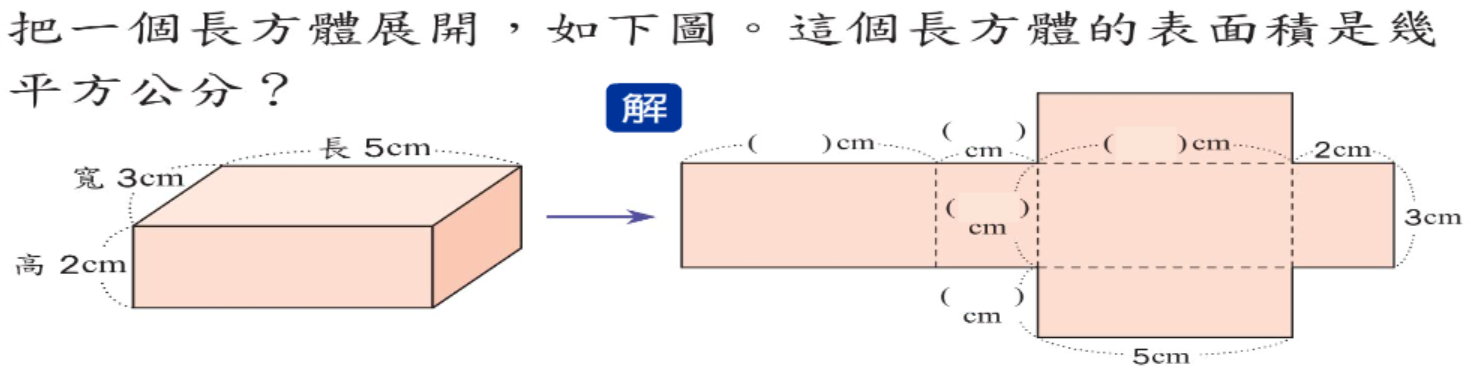 把一個長方體展開，如下圖。這個長方體的表面積是幾
平方公分？
解
長 5cm
寬 3cm
高 2cm
(　　)cm
(　　)
cm
(　　)cm
2cm
(　　)
cm
3cm
(　　)
cm
5cm